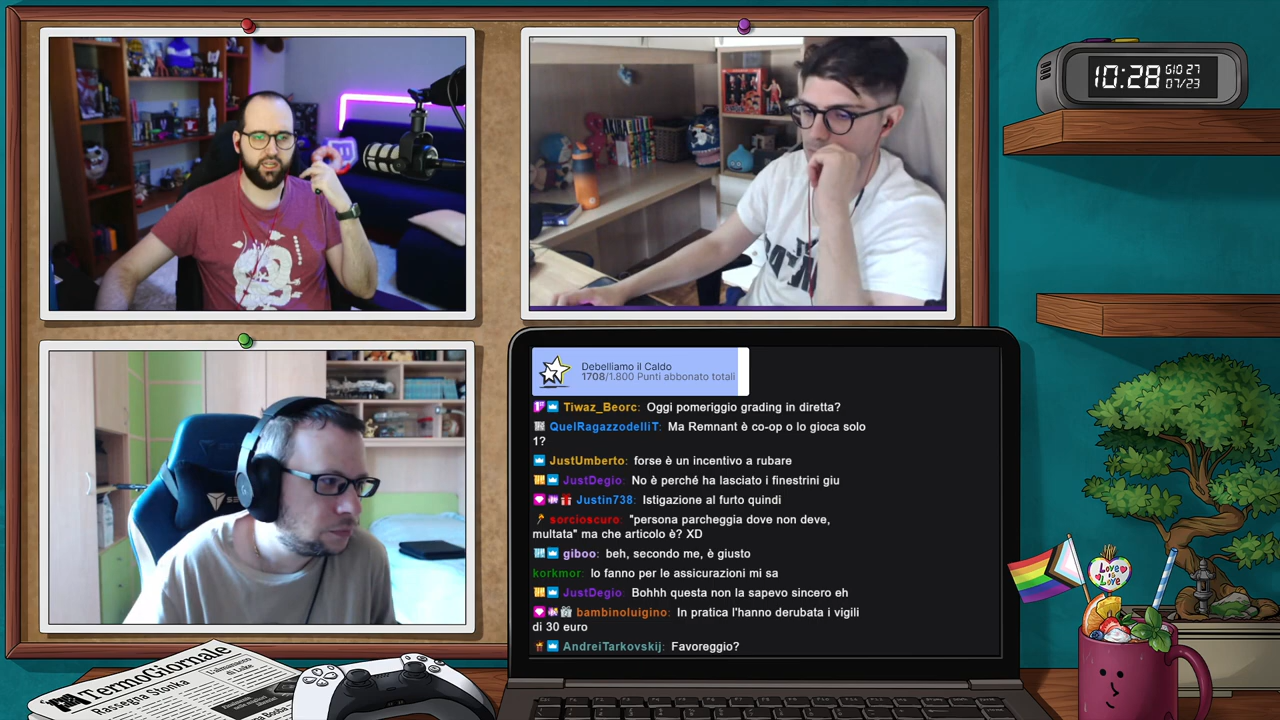 10:28
GIO 27
07/23
Debelliamo il Caldo
1708/1.800 Punti abbonato totali
Tiwaz_Beorc: Oggi pomeriggio grading in diretta?
QuelRagazzodelliT: Ma Remnant è co-op o lo gioca solo
1?
JustUmberto: forse è un incentivo a rubare
JustDegio: No è perché ha lasciato i finestrini giu
Justin738: Istigazione al furto quindi
sorcioscuro: "persona parcheggia dove non deve,
multata" ma che articolo è? XD
giboo: beh, secondo me, è giusto
korkmor: lo fanno per le assicurazioni mi sa
JustDegio: Bohhh questa non la sapevo sincero eh
bambinoluigino: In pratica l'hanno derubata i vigili
di 30 euro
AndreiTarkovskij: Favoreggio?
Love
is
Love
TermoGiornale
Rassegna Slonka
L'almanacco
di Luke